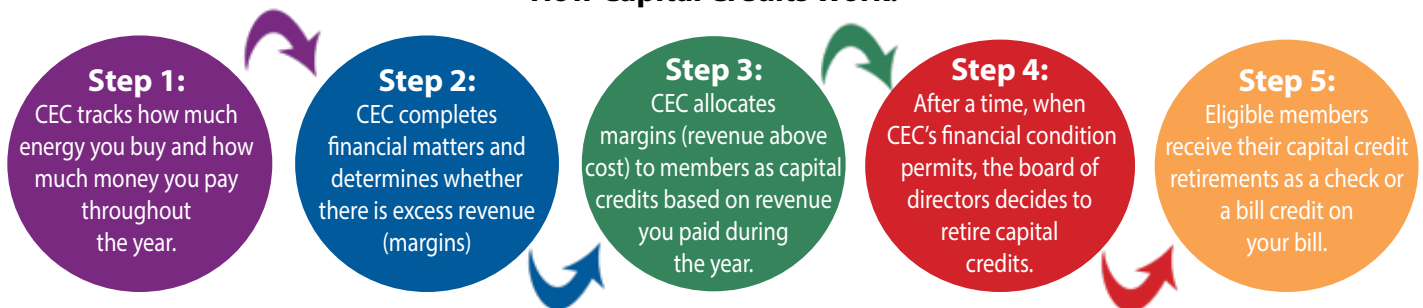 How Capital Credits Work:
Step 1:
CEC tracks how much
energy you buy and how
much money you pay
throughout
the year.
Step 2:
CEC completes
financial matters and
determines whether
there is excess revenue
(margins)
Step 3:
CEC allocates
margins (revenue above
cost) to members as capital
credits based on revenue
you paid during
the year.
Step 4:
After a time, when
CEC's financial condition
permits, the board of
directors decides to
retire capital
credits.
Step 5:
Eligible members
receive their capital credit
retirements as a check or
a bill credit on
your bill.